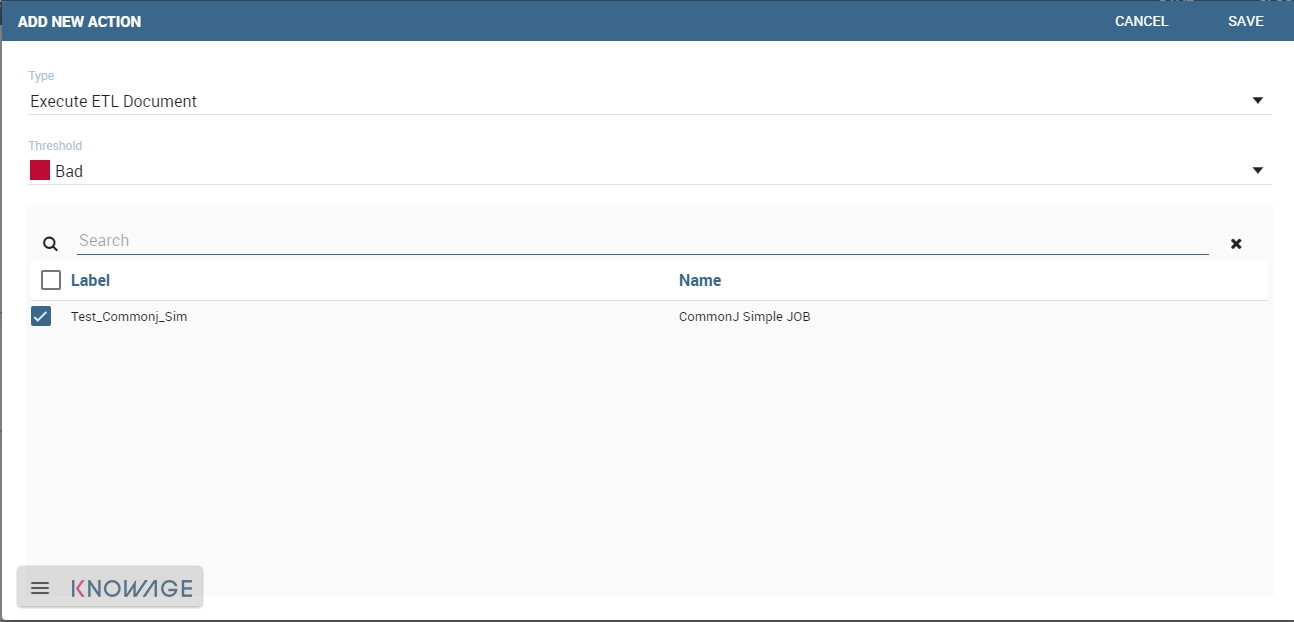 ADD NEW ACTION CANCEL SAVE
Type
Execute ETL Document
Threshold
Bad
Search
Label Name
Test_Commonj_Sim CommonJ Simple JOB
KNOWAGE